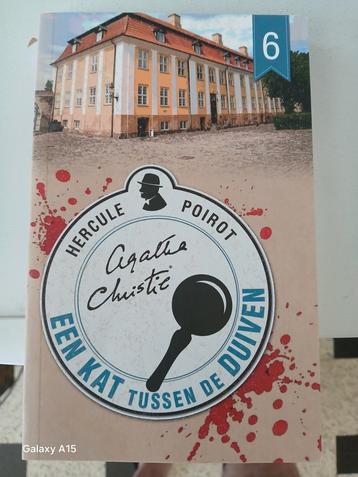 6
HERCULE POIROT
Agatha
Christie
EEN KAT TUSSEN DE DUIVEN
Galaxy A15